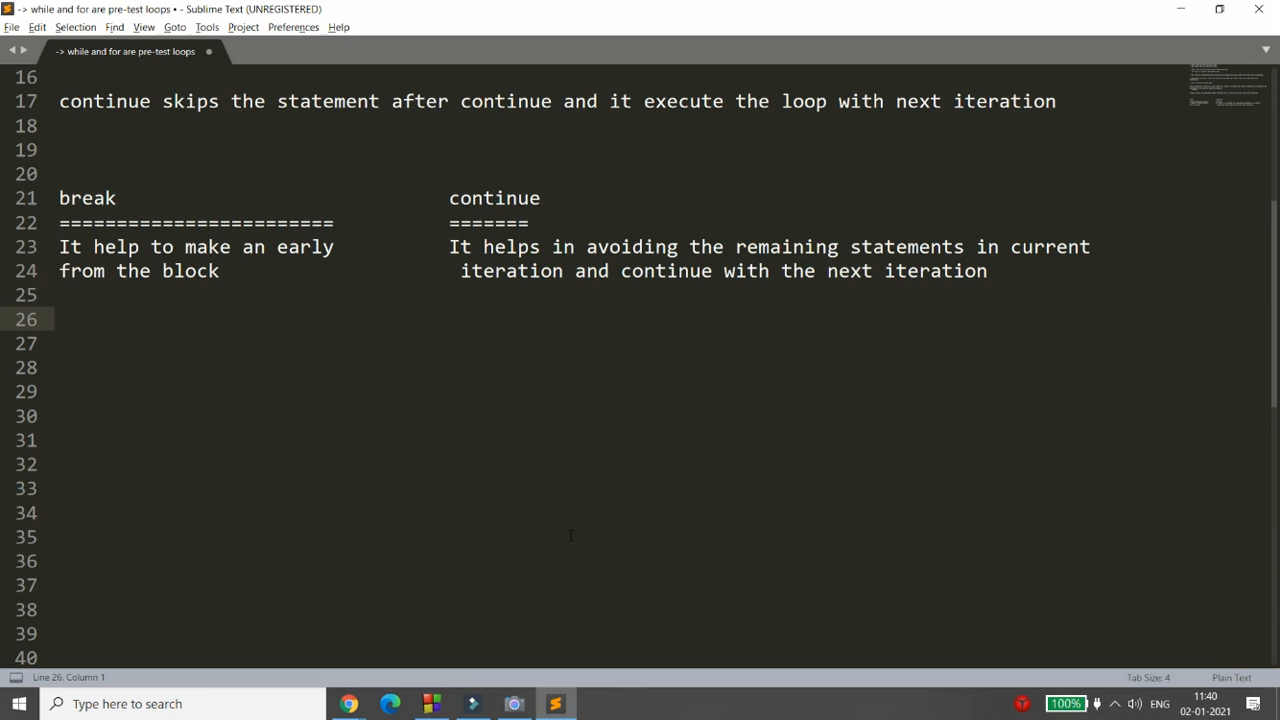 -> while and for are pre-test loops • - Sublime Text (UNREGISTERED)
File Edit Selection Find View Goto Tools Project Preferences Help
-> while and for are pre-test loops
16
17 continue skips the statement after continue and it execute the loop with next iteration
18
19
20
21 break continue
22 ======================== =======
23 It help to make an early It helps in avoiding the remaining statements in current
24 from the block iteration and continue with the next iteration
25
26
27
28
29
30
31
32
33
34
35
36
37
38
39
40
Line 26, Column 1 Tab Size: 4 Plain Text
Type here to search 100% ENG 11:40
02-01-2021